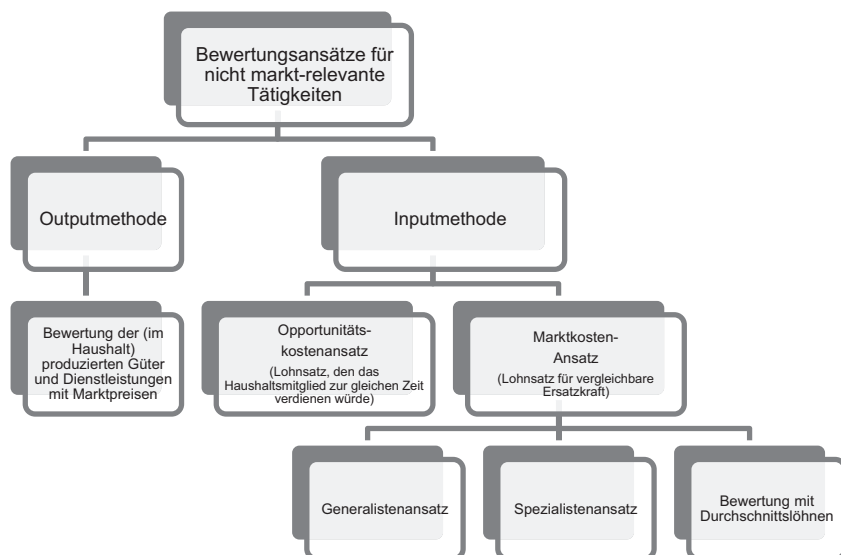 Bewertungsansätze für
nicht markt-relevante
Tätigkeiten
Outputmethode
Inputmethode
Bewertung der (im
Haushalt)
produzierten Güter
und Dienstleistungen
mit Marktpreisen
Opportunitäts-
kostenansatz
(Lohnsatz, den das
Haushaltsmitglied zur gleichen Zeit
verdienen würde)
Marktkosten-
Ansatz
(Lohnsatz für vergleichbare
Ersatzkraft)
Generalistenansatz
Spezialistenansatz
Bewertung mit
Durchschnittslöhnen